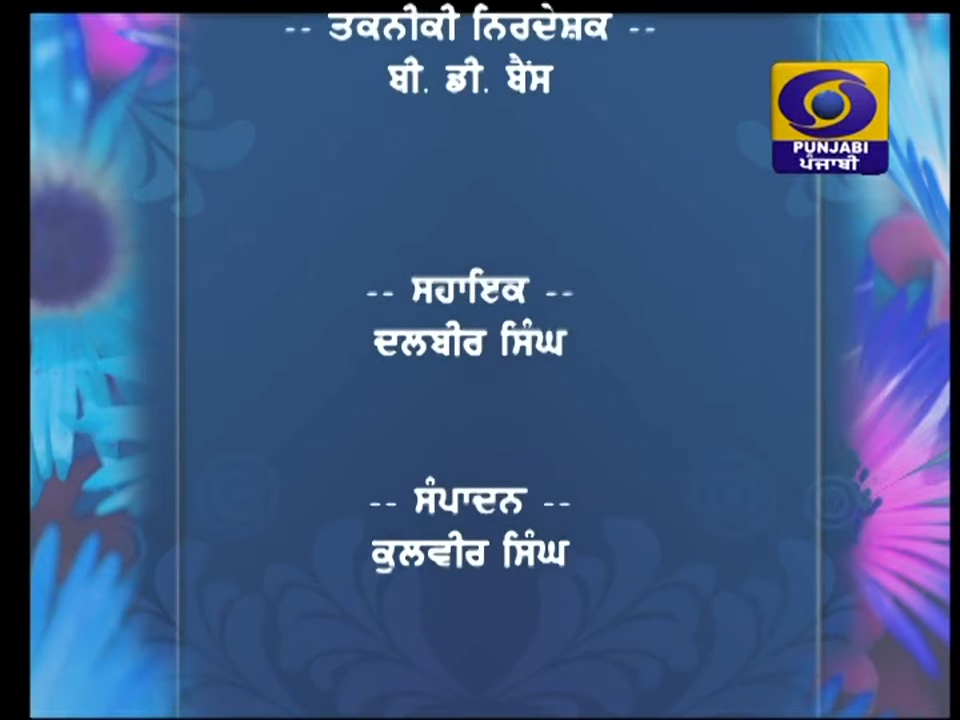 -- ਤਕਨੀਕੀ ਨਿਰਦੇਸ਼ਕ --
ਬੀ. ਡੀ. ਬੈਂਸ
PUNJABI
ਪੰਜਾਬੀ
-- ਸਹਾਇਕ --
ਦਲਬੀਰ ਸਿੰਘ
-- ਸੰਪਾਦਨ --
ਕੁਲਵੀਰ ਸਿੰਘ